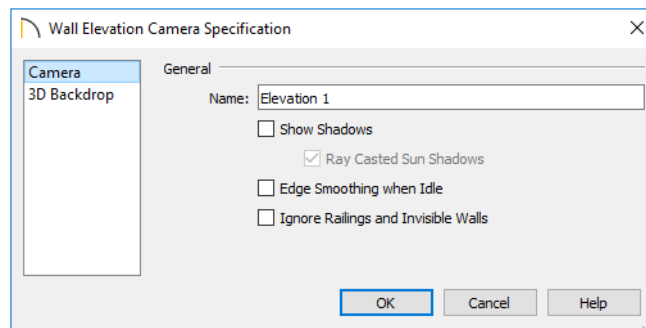 Wall Elevation Camera Specification
Camera
3D Backdrop
General
Name: Elevation 1
Show Shadows
Ray Casted Sun Shadows
Edge Smoothing when Idle
Ignore Railings and Invisible Walls
OK Cancel Help